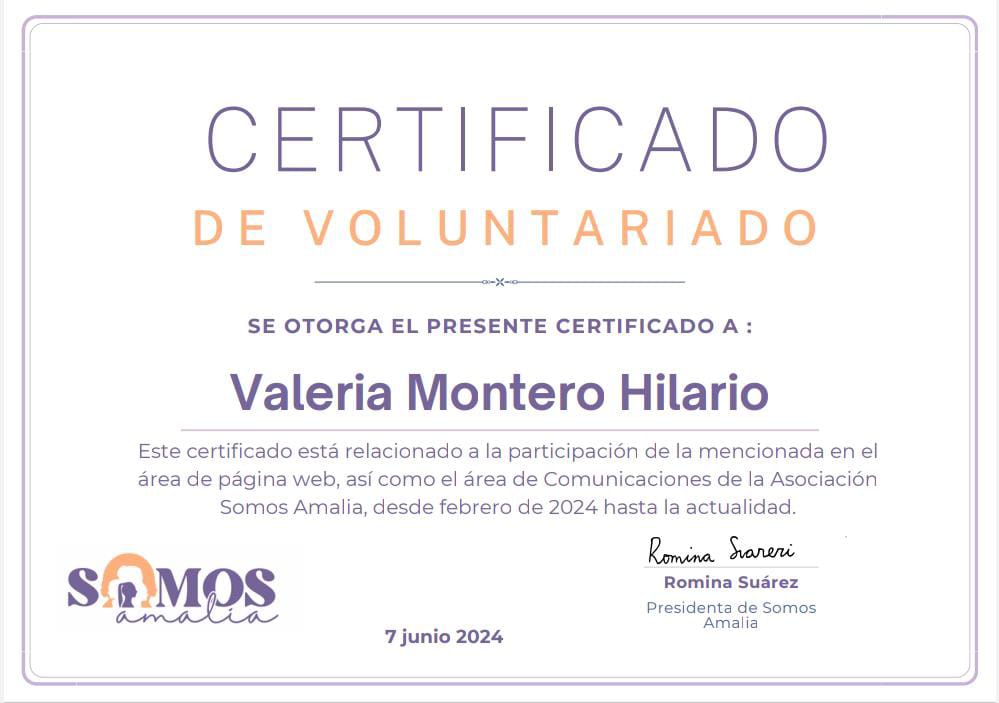 CERTIFICADO
DE VOLUNTARIADO
SE OTORGA EL PRESENTE CERTIFICADO A :
Valeria Montero Hilario
Este certificado está relacionado a la participación de la mencionada en el
área de página web, así como el área de Comunicaciones de la Asociación
Somos Amalia, desde febrero de 2024 hasta la actualidad.
SOMOS
amalia
7 junio 2024
Romina
Romina Suárez
Presidenta de Somos
Amalia